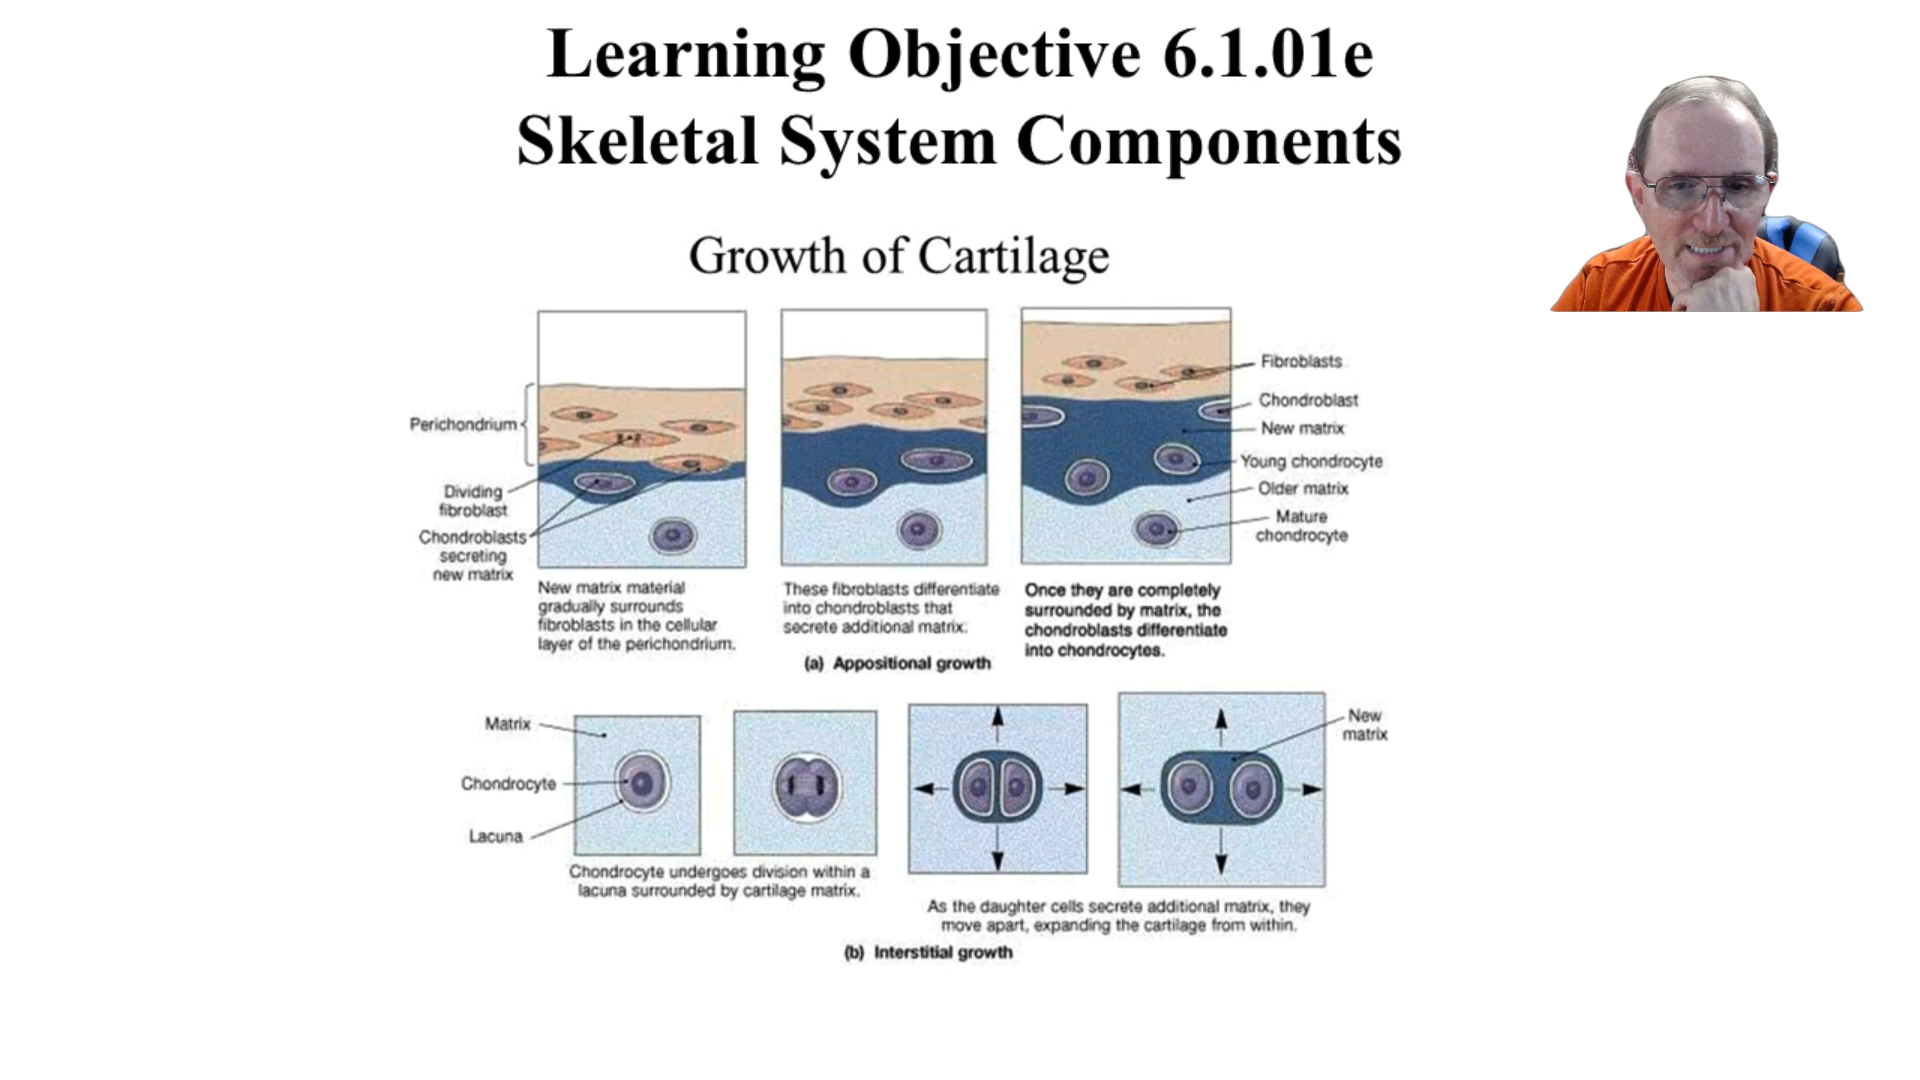 Learning Objective 6.1.01e
Skeletal System Components
Growth of Cartilage
Perichondrium
Dividing
fibroblast
Chondroblasts
secreting
new matrix
Fibroblasts
Chondroblast
New matrix
Young chondrocyte
Older matrix
Mature
chondrocyte
New matrix material
gradually surrounds
fibroblasts in the cellular
layer of the perichondrium.
These fibroblasts differentiate
into chondroblasts that
secrete additional matrix.
Once they are completely
surrounded by matrix, the
chondroblasts differentiate
into chondrocytes.
(a) Appositional growth
Matrix
Chondrocyte
Lacuna
New
matrix
Chondrocyte undergoes division within a
lacuna surrounded by cartilage matrix.
As the daughter cells secrete additional matrix, they
move apart, expanding the cartilage from within.
(b) Interstitial growth